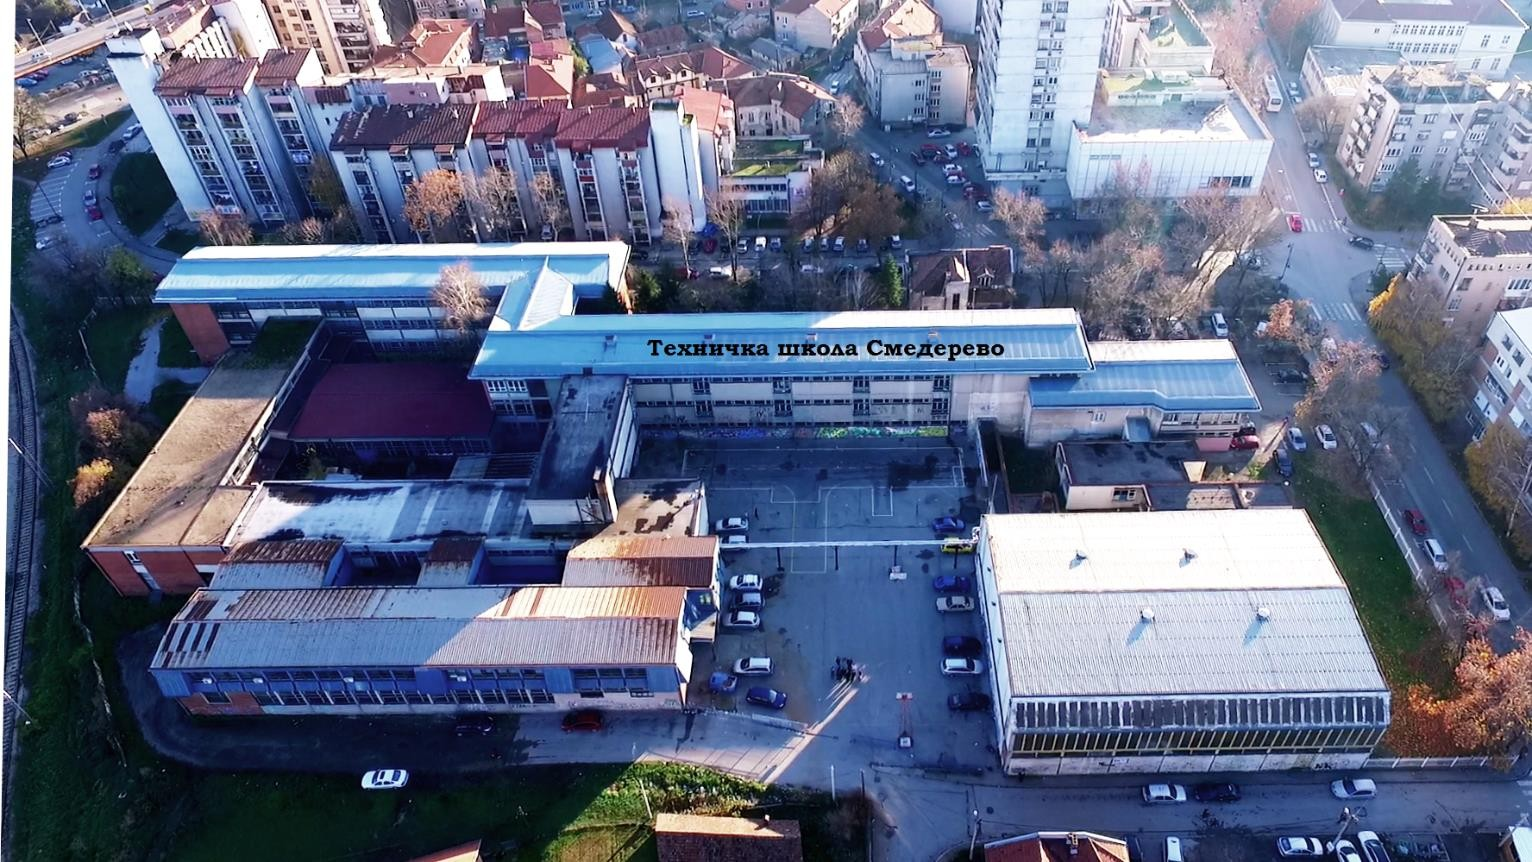 Техничка школа Смедерево